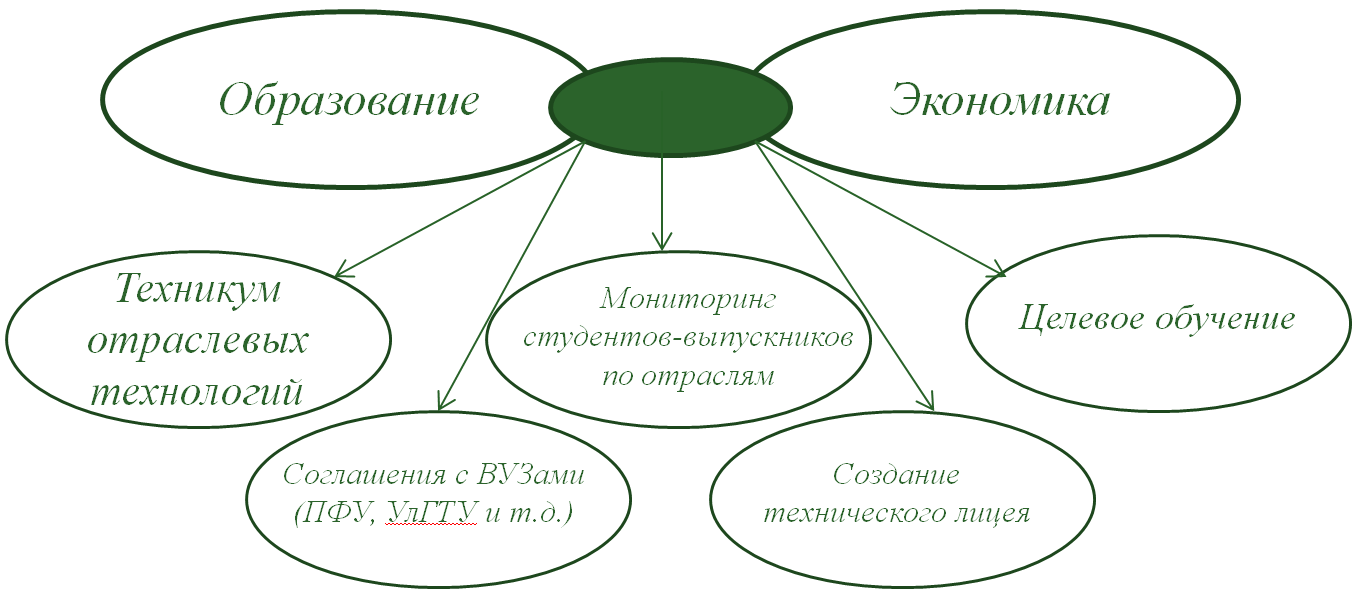 Образование
Экономика
Техникум
отраслевых
технологий
Мониторинг
студентов-выпускников
по отраслям
Целевое обучение
Соглашения с ВУЗами
(ПФУ, УлГТУ и т.д.)
Создание
технического лицея